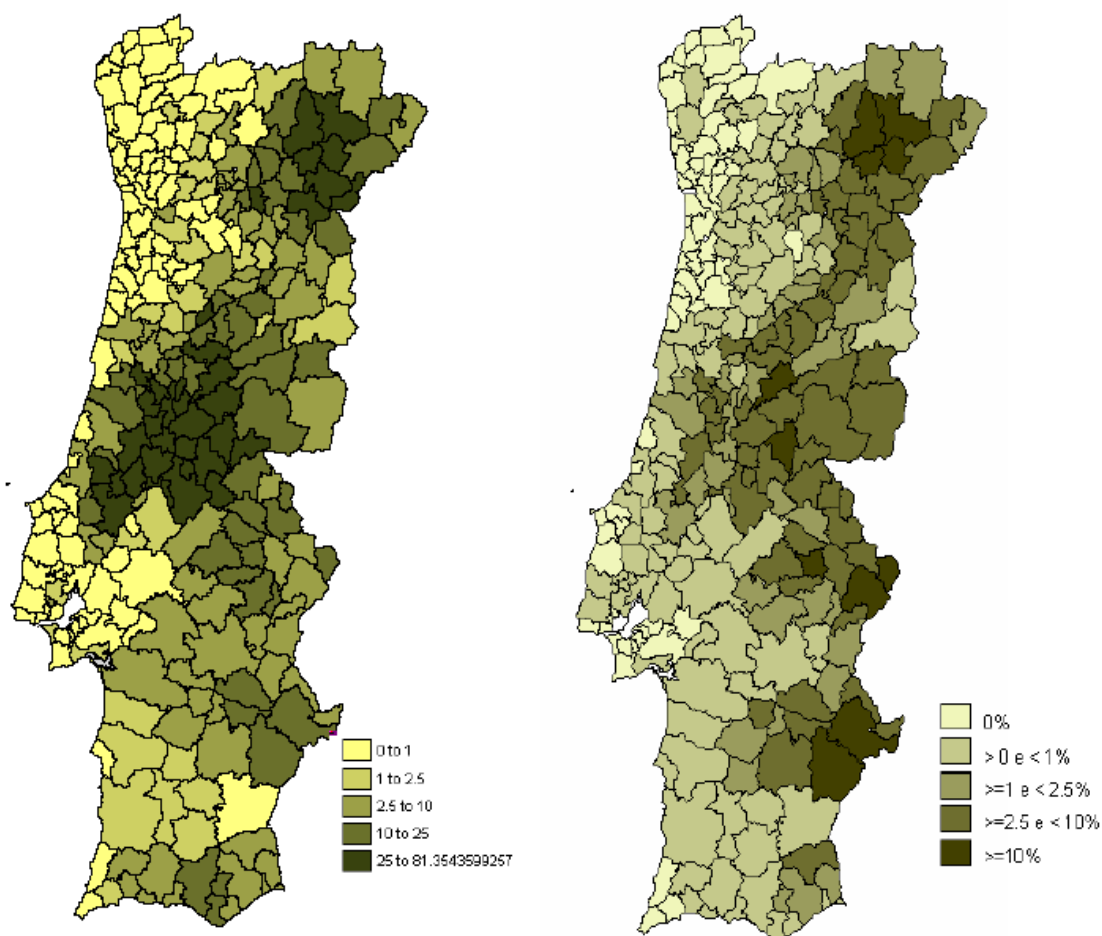 0 to 1
1 to 2.5
2.5 to 10
10 to 25
25 to 81.3543599257
0%
>0 e <1%
>=1 e <2.5%
>=2.5 e <10%
>=10%